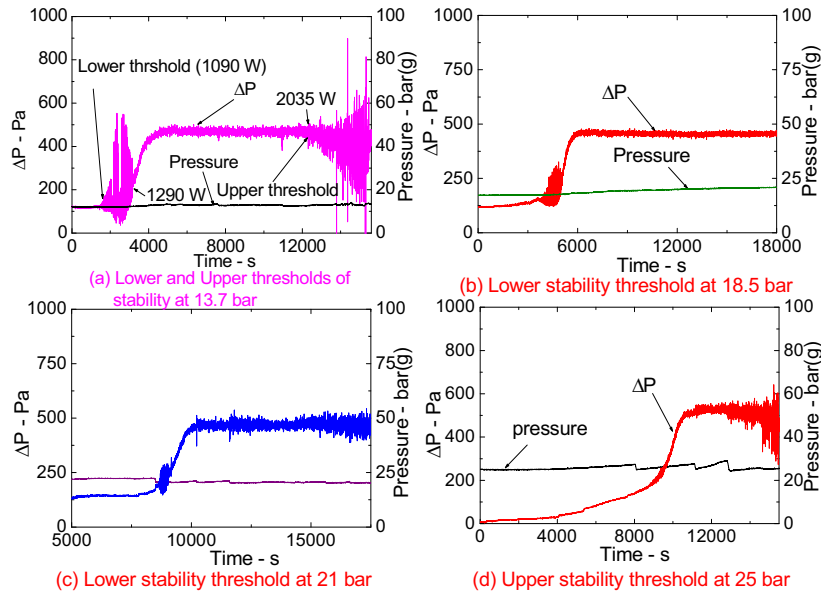 1000
800
600
400
200
0
ΔP - Pa
100
80
60
40
20
0
Pressure - bar(g)
Lower thrshold (1090 W)
2035 W
ΔP
Pressure
1290 W
Upper threshold
0 4000 8000 12000
Time - s
(a) Lower and Upper thresholds of
stability at 13.7 bar
1000
750
500
250
0
ΔP - Pa
100
80
60
40
20
0
Pressure - bar(g)
ΔP
Pressure
0 6000 12000 18000
Time - s
(b) Lower stability threshold at 18.5 bar
1000
750
500
250
0
ΔP - Pa
100
75
50
25
0
Pressure - bar(g)
5000 10000 15000
Time - s
(c) Lower stability threshold at 21 bar
1000
800
600
400
200
0
ΔP - Pa
100
80
60
40
20
0
Pressure - bar(g)
ΔP
pressure
0 4000 8000 12000
Time - s
(d) Upper stability threshold at 25 bar